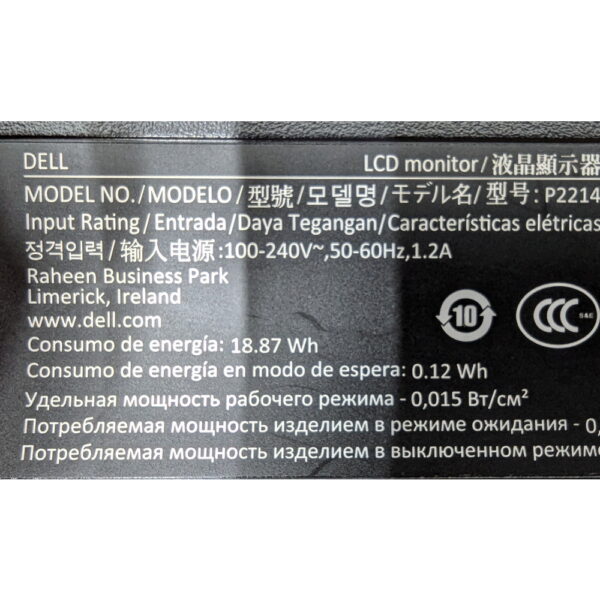 DELL LCD monitor/液晶顯示器
MODEL NO./MODELO/型號/모델명/モデル名/型号: P2214
Input Rating/Entrada/Daya Tegangan/Características elétricas
정격입력/输入电源:100-240V~,50-60Hz,1.2A
Raheen Business Park
Limerick, Ireland
www.dell.com
10
CCC
S&E
Consumo de energía: 18.87 Wh
Consumo de energía en modo de espera: 0.12 Wh
Удельная мощность рабочего режима - 0,015 Вт/см²
Потребляемая мощность изделием в режиме ожидания - 0,
Потребляемая мощность изделием в выключенном режиме